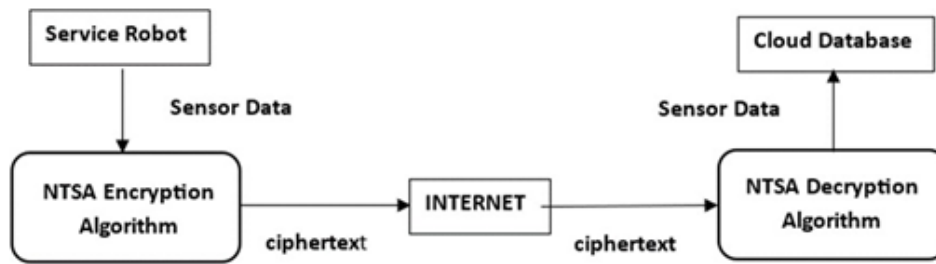 Service Robot
Cloud Database
Sensor Data
Sensor Data
NTSA Encryption
Algorithm
INTERNET
NTSA Decryption
Algorithm
ciphertext
ciphertext